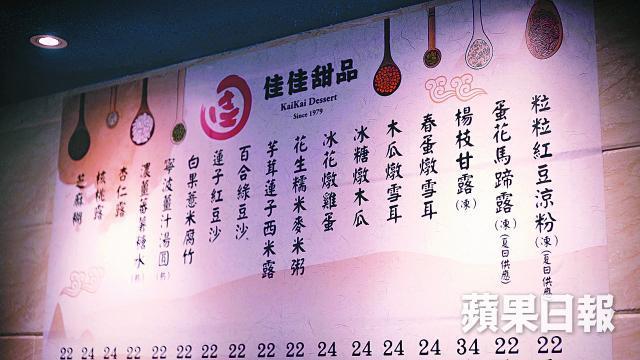 佳佳甜品
KaiKai Dessert
Since 1979
粒粒紅豆涼粉(凍)(夏日供應) 22
蛋花馬蹄露(凍)(夏日供應) 22
楊枝甘露(凍) 34
春蛋燉雪耳 24
木瓜燉雪耳 24
冰糖燉木瓜 24
冰花燉雞蛋 24
花生糯米麥米粥 22
芋茸蓮子西米露 22
百合綠豆沙 22
蓮子紅豆沙 22
白果薏米腐竹 22
寧波薑汁湯圓(熱) 24
濃薑番薯糖水(熱) 22
杏仁露 24
核桃露 24
芝麻糊 22
蘋果日報